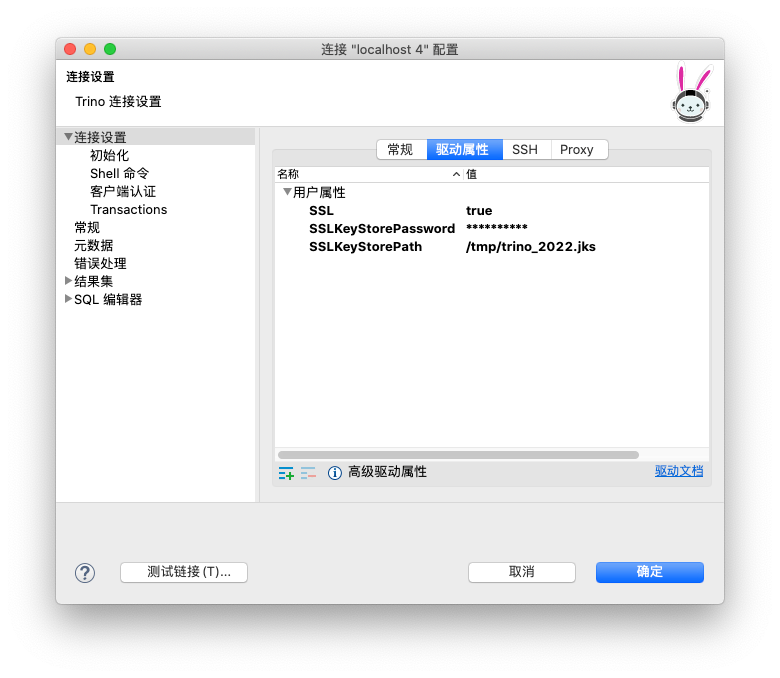 连接 "localhost 4" 配置
连接设置
Trino 连接设置
连接设置
初始化
Shell 命令
客户端认证
Transactions
常规
元数据
错误处理
结果集
SQL 编辑器
常规 驱动属性 SSH Proxy
名称 值
用户属性
SSL true
SSLKeyStorePassword **********
SSLKeyStorePath /tmp/trino_2022.jks
高级驱动属性 驱动文档
测试链接 (T)... 取消 确定